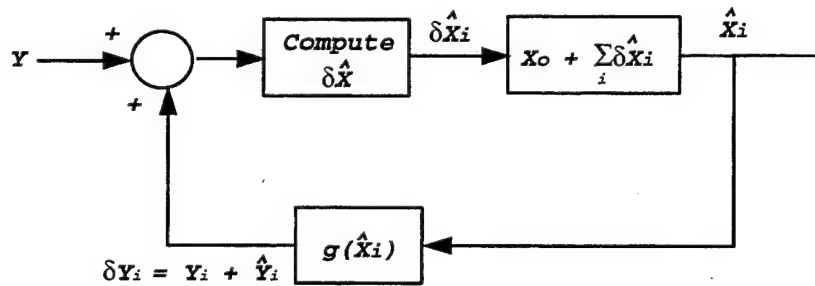 +
Y
+
Compute
δX̂
δX̂i
Xo + ∑δX̂i
i
X̂i
g(X̂i)
δYi = Yi + Ŷi